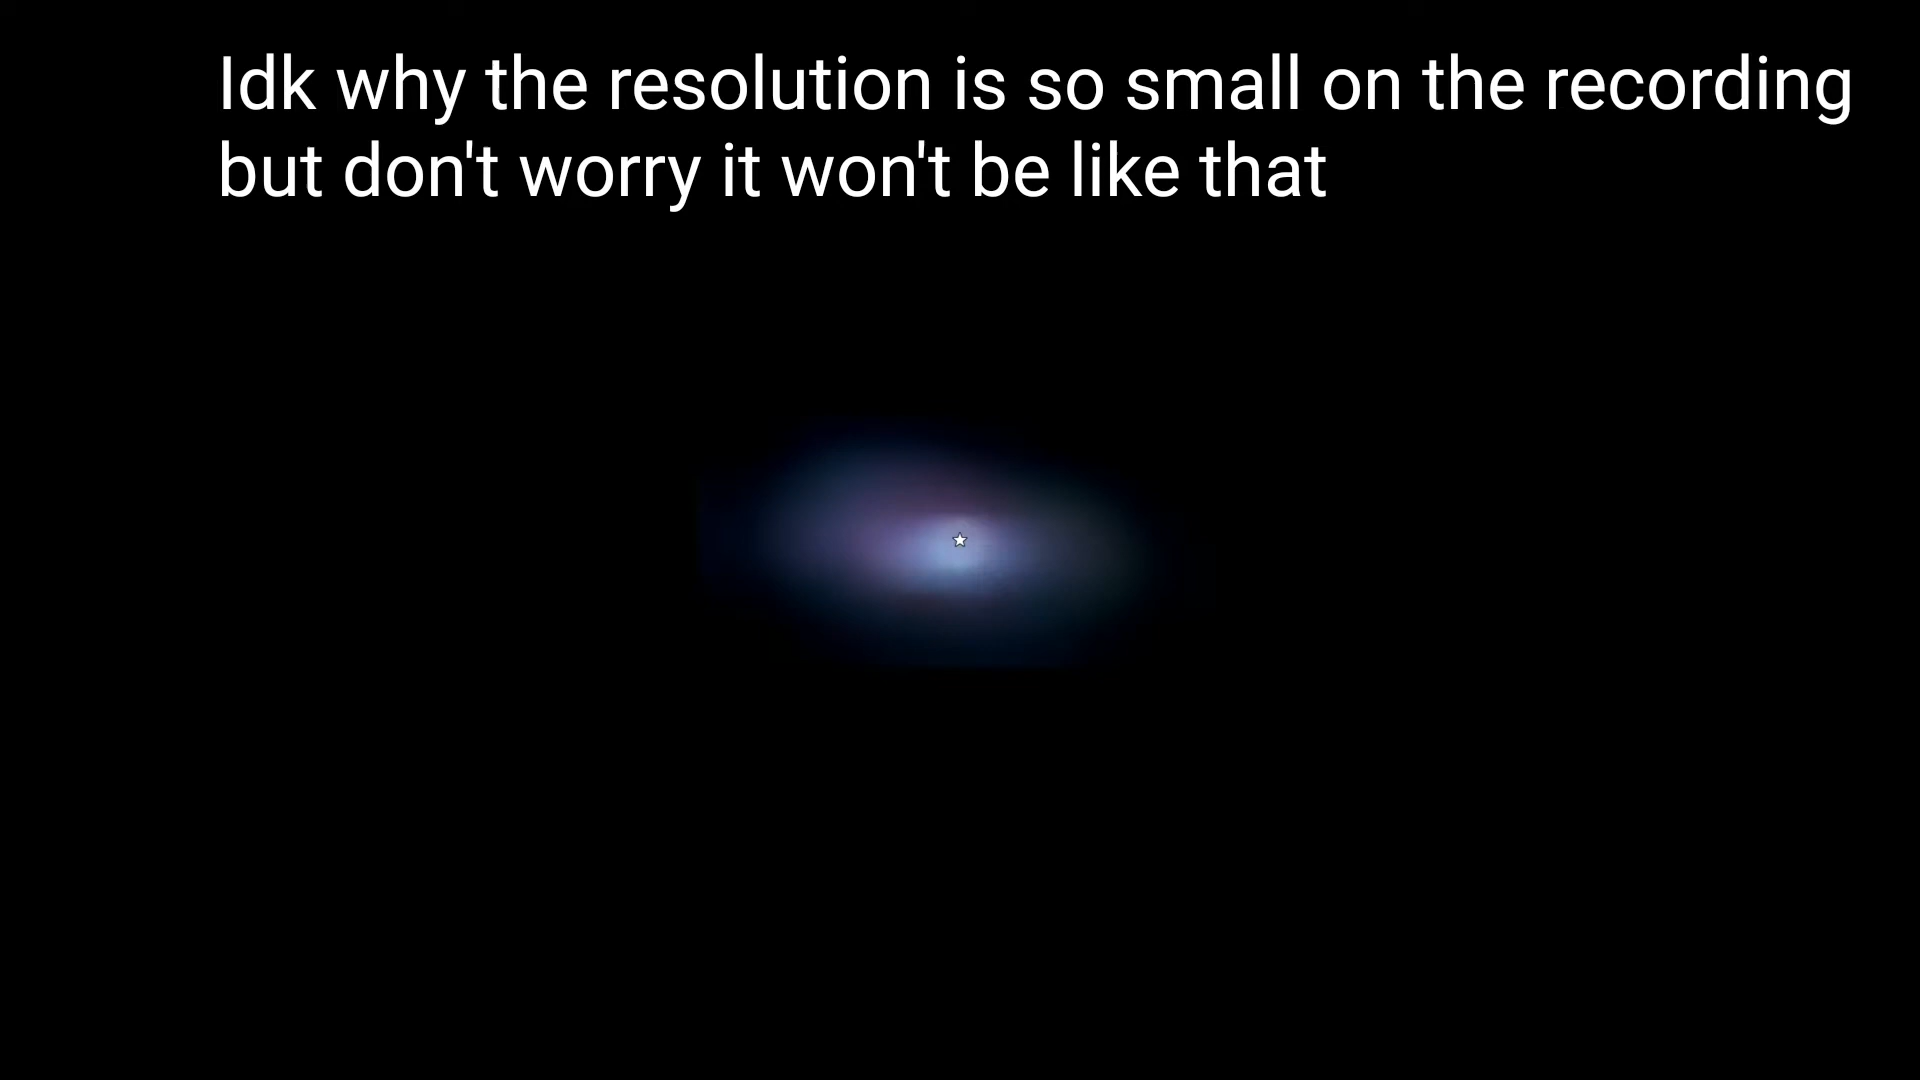 Idk why the resolution is so small on the recording
but don't worry it won't be like that